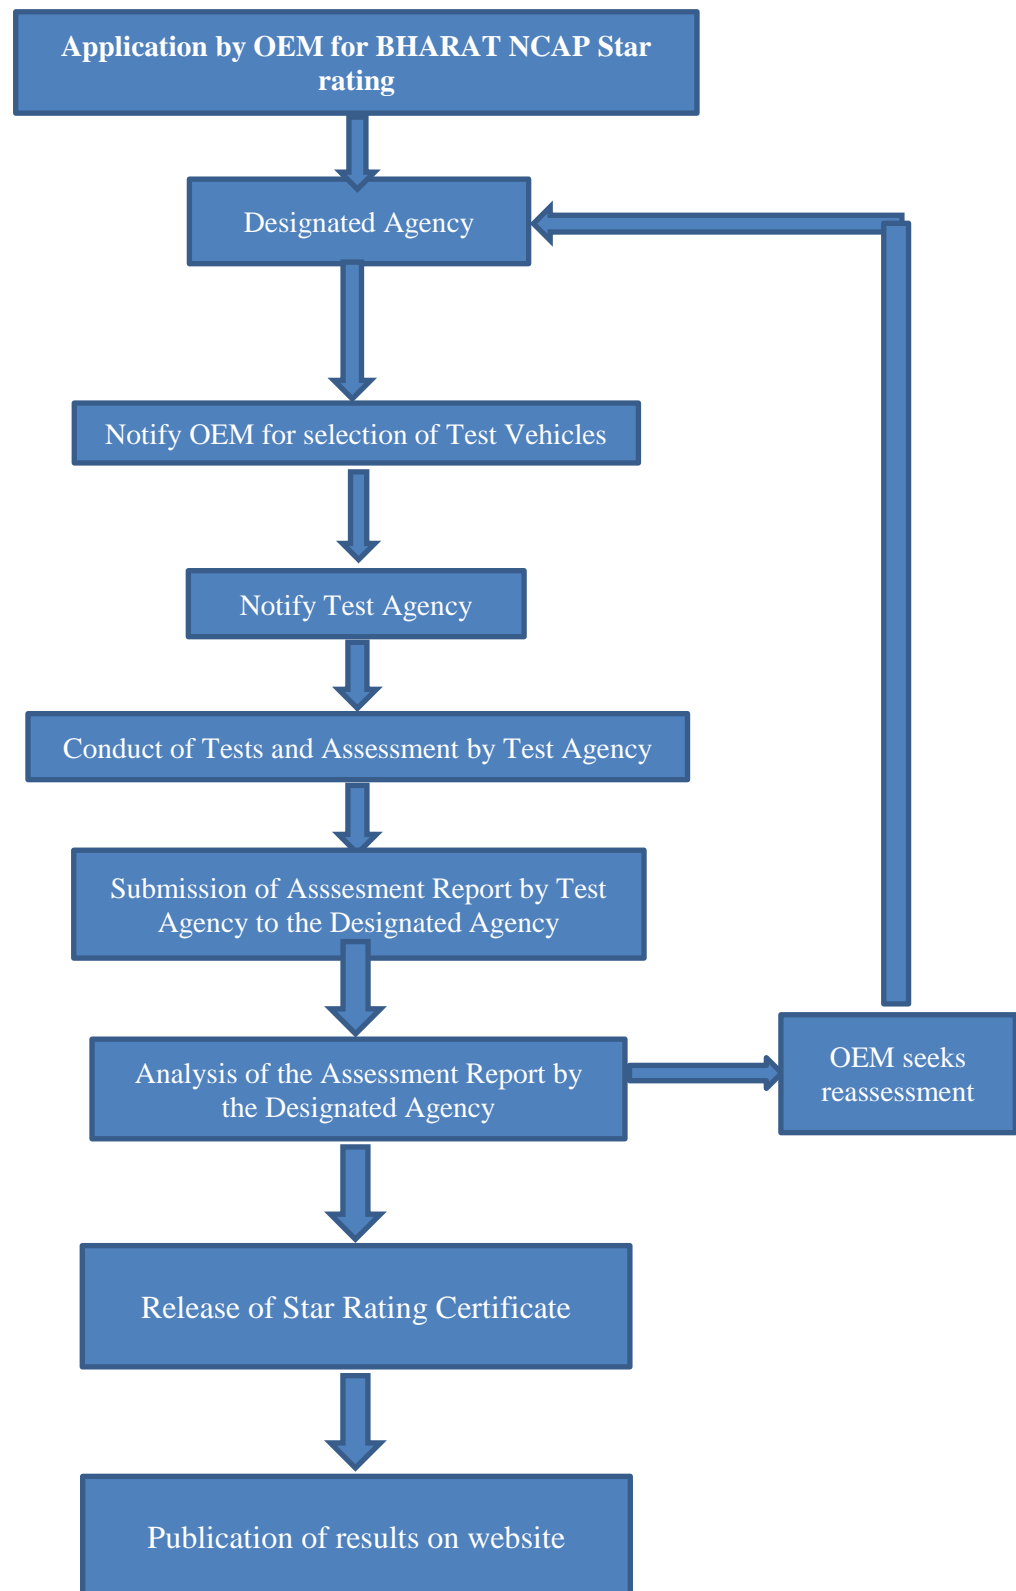 Application by OEM for BHARAT NCAP Star
rating
Designated Agency
Notify OEM for selection of Test Vehicles
Notify Test Agency
Conduct of Tests and Assessment by Test Agency
Submission of Asssesment Report by Test
Agency to the Designated Agency
Analysis of the Assessment Report by
the Designated Agency
OEM seeks
reassessment
Release of Star Rating Certificate
Publication of results on website